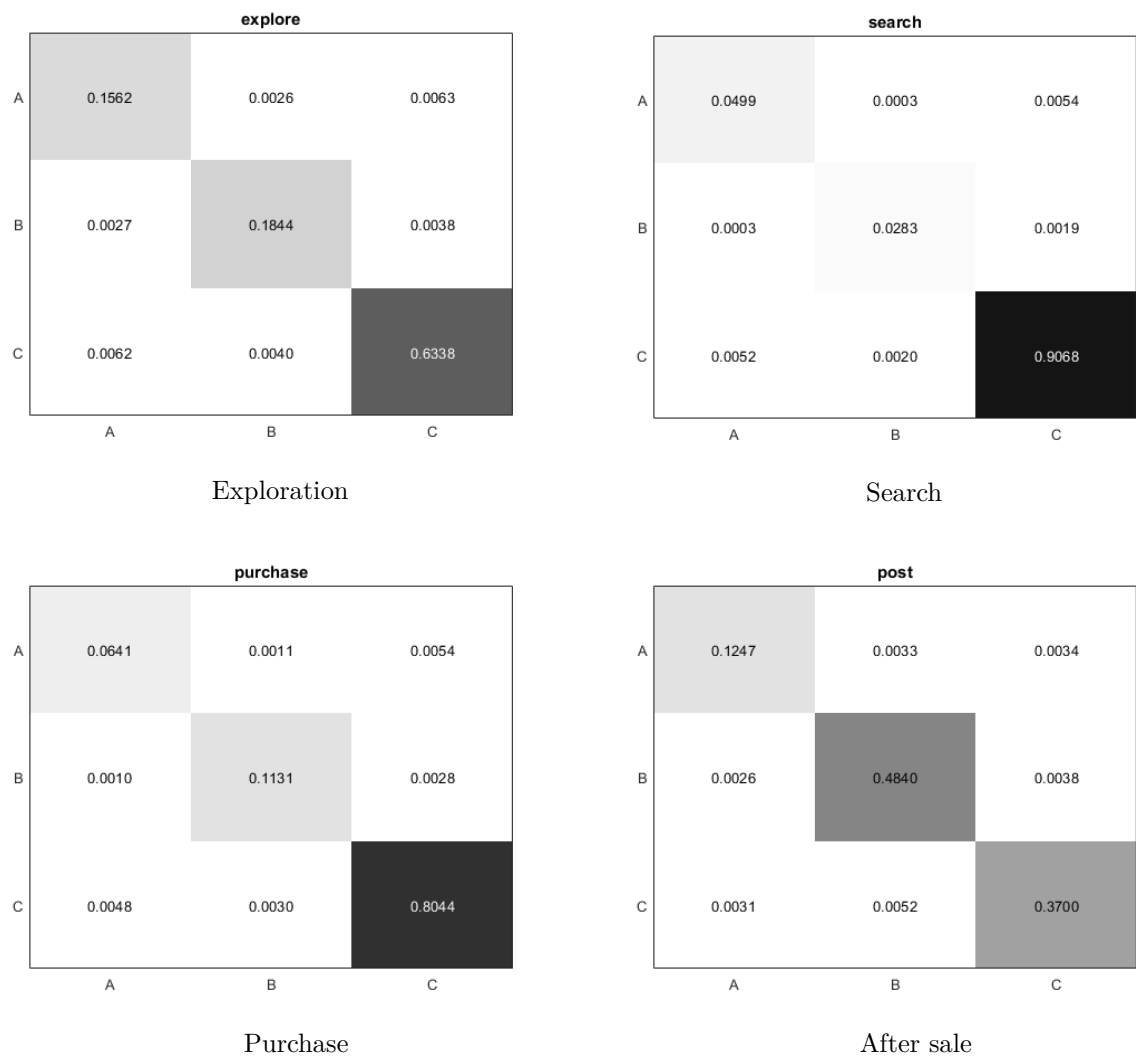 explore
A 0.1562 0.0026 0.0063
B 0.0027 0.1844 0.0038
C 0.0062 0.0040 0.6338
A B C
Exploration
search
A 0.0499 0.0003 0.0054
B 0.0003 0.0283 0.0019
C 0.0052 0.0020 0.9068
A B C
Search
purchase
A 0.0641 0.0011 0.0054
B 0.0010 0.1131 0.0028
C 0.0048 0.0030 0.8044
A B C
Purchase
post
A 0.1247 0.0033 0.0034
B 0.0026 0.4840 0.0038
C 0.0031 0.0052 0.3700
A B C
After sale